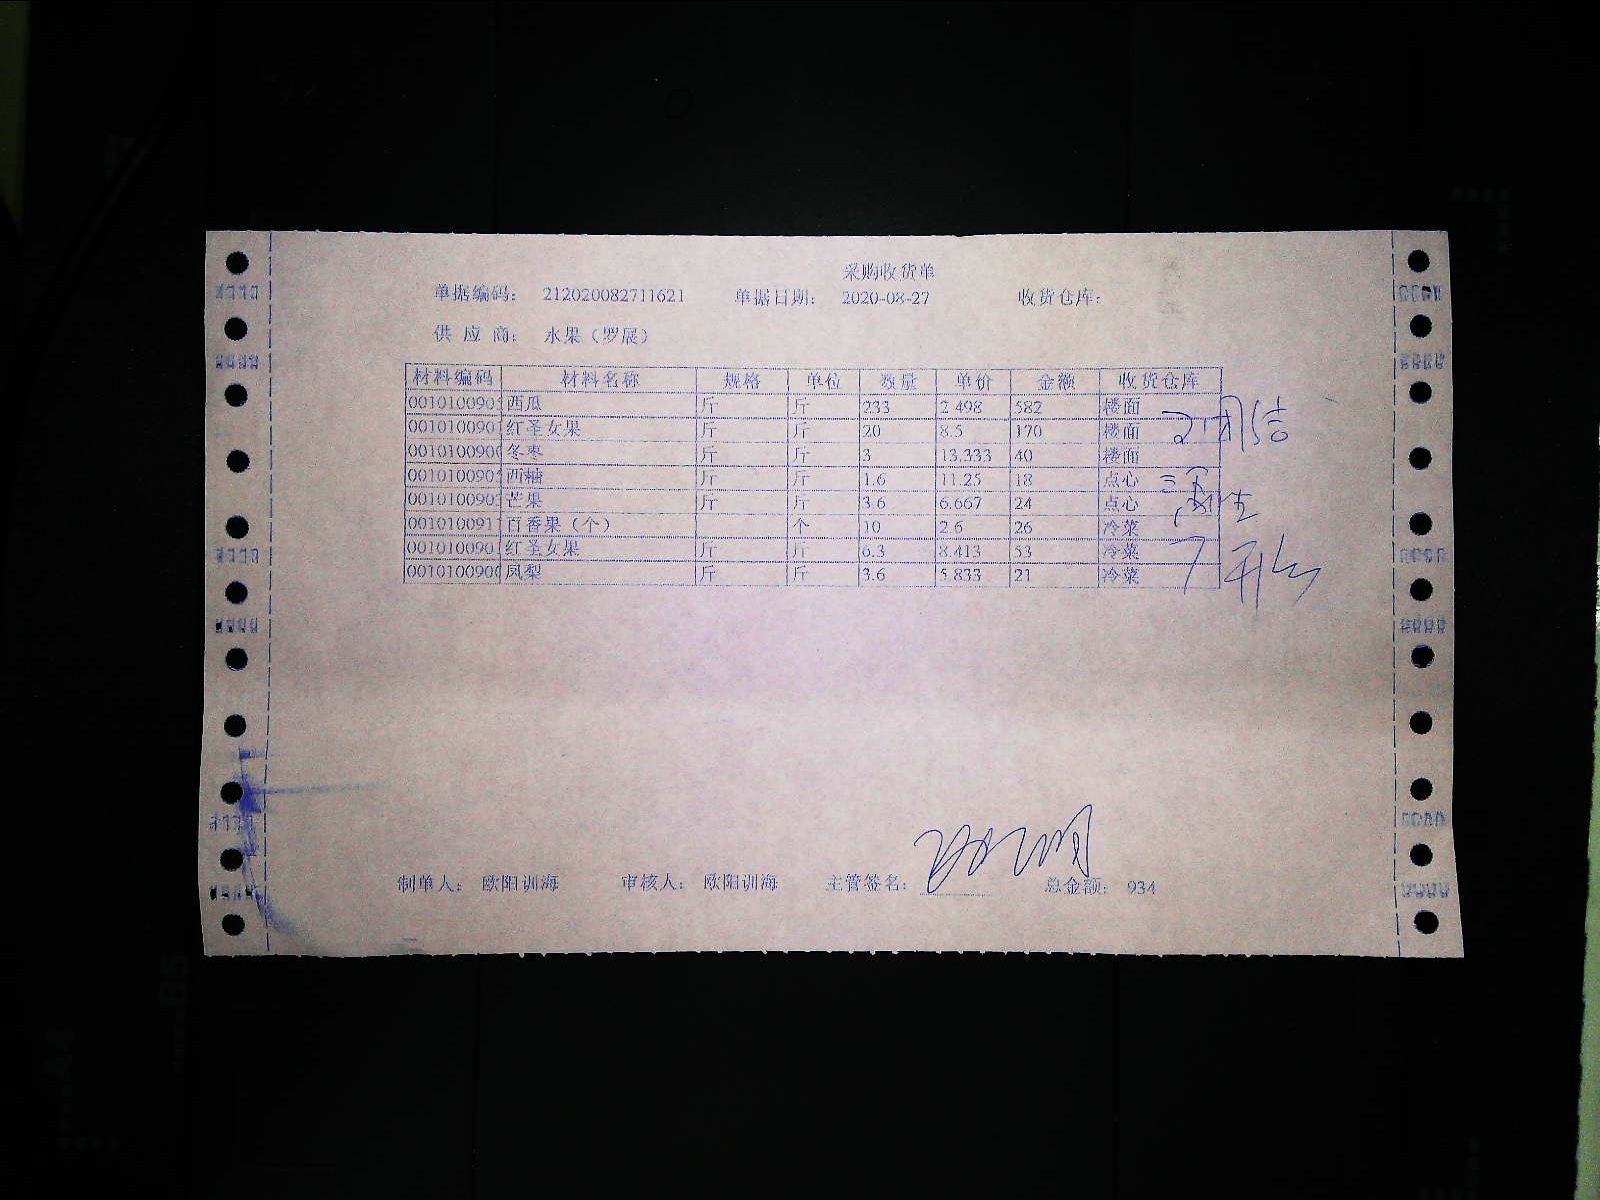 采购收货单
单据编码： 212020082711621 单据日期： 2020-08-27 收货仓库：
供 应 商： 水果（罗展）
材料编码 材料名称 规格 单位 数量 单价 金额 收货仓库
0010100905 西瓜 斤 斤 233 2.498 582 楼面
001010090 红圣女果 斤 斤 20 8.5 170 楼面
0010100900 冬枣 斤 斤 3 13.333 40 楼面
001010090 西柚 斤 斤 1.6 11.25 18 点心
001010090 芒果 斤 斤 3.6 6.667 24 点心
001010091 百香果（个） 个 10 2.6 26 冷菜
001010090 红圣女果 斤 斤 6.3 8.413 53 冷菜
0010100900 凤梨 斤 斤 3.6 5.833 21 冷菜
制单人： 欧阳训海 审核人： 欧阳训海 主管签名： 总金额： 934